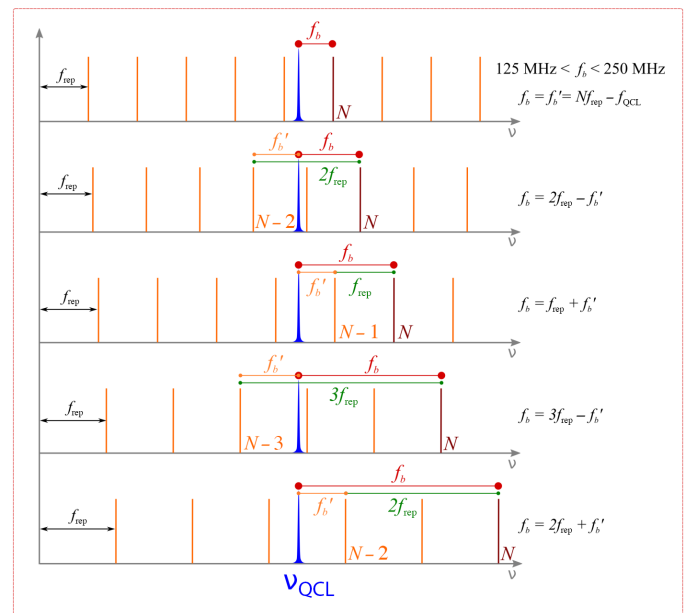 f_b
f_rep
125 MHz < f_b < 250 MHz
f_b = f_b' = Nf_rep – f_QCL
N
ν
f_b' f_b
f_rep
2f_rep
f_b = 2f_rep – f_b'
N–2 N
ν
f_b
f_rep
f_b' f_rep
f_b = f_rep + f_b'
N–1 N
ν
f_b' f_b
f_rep
3f_rep
f_b = 3f_rep – f_b'
N–3 N
ν
f_b
f_rep
f_b' 2f_rep
f_b = 2f_rep + f_b'
N–2 N
ν
ν_QCL